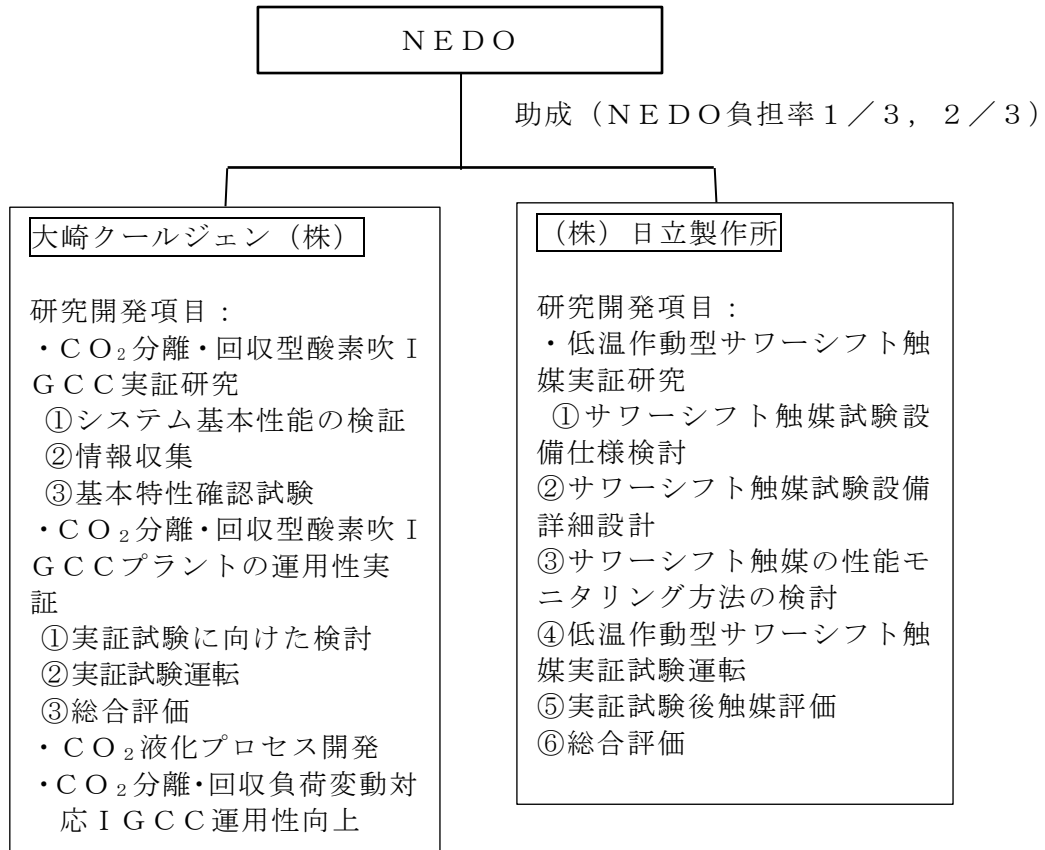 ＮＥＤＯ
助成（ＮＥＤＯ負担率１／３，２／３）
大崎クールジェン（株）
研究開発項目：
・ＣＯ₂分離・回収型酸素吹Ｉ
ＧＣＣ実証研究
①システム基本性能の検証
②情報収集
③基本特性確認試験
・ＣＯ₂分離・回収型酸素吹Ｉ
ＧＣＣプラントの運用性実
証
①実証試験に向けた検討
②実証試験運転
③総合評価
・ＣＯ₂液化プロセス開発
・ＣＯ₂分離・回収負荷変動対
応ＩＧＣＣ運用性向上
（株）日立製作所
研究開発項目：
・低温作動型サワーシフト触
媒実証研究
①サワーシフト触媒試験設
備仕様検討
②サワーシフト触媒試験設備
詳細設計
③サワーシフト触媒の性能モ
ニタリング方法の検討
④低温作動型サワーシフト触
媒実証試験運転
⑤実証試験後触媒評価
⑥総合評価